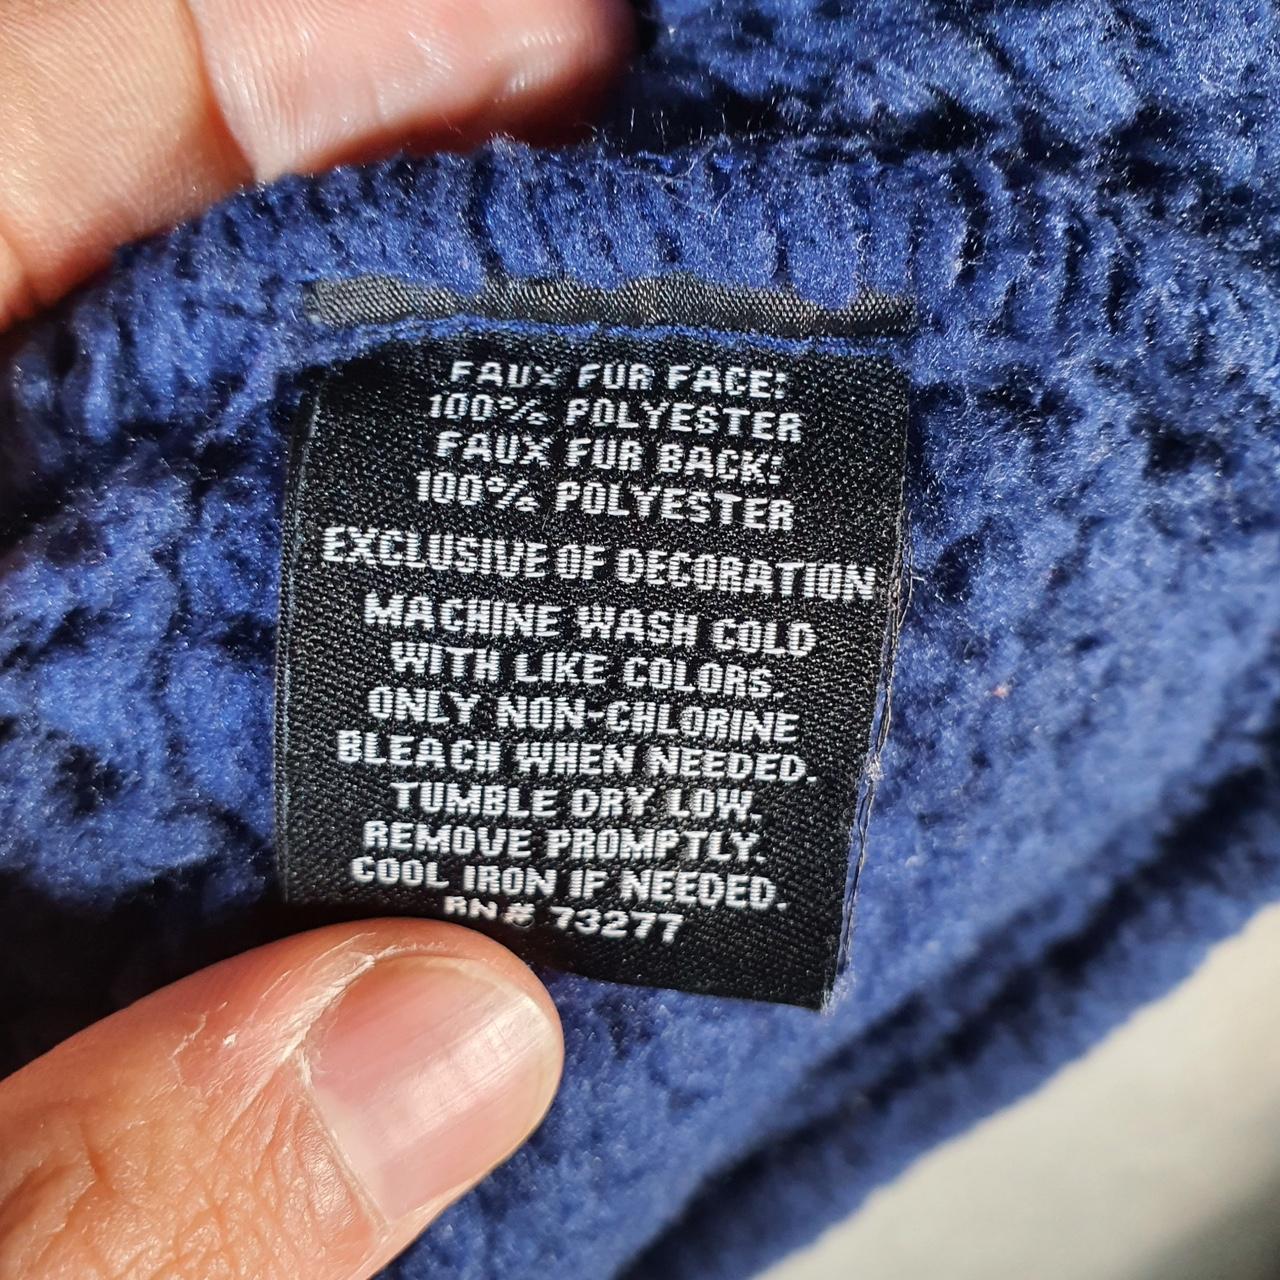 FAUX FUR FACE:
100% POLYESTER
FAUX FUR BACK:
100% POLYESTER
EXCLUSIVE OF DECORATION
MACHINE WASH COLD
WITH LIKE COLORS.
ONLY NON-CHLORINE
BLEACH WHEN NEEDED.
TUMBLE DRY LOW.
REMOVE PROMPTLY.
COOL IRON IF NEEDED.
RN# 73277